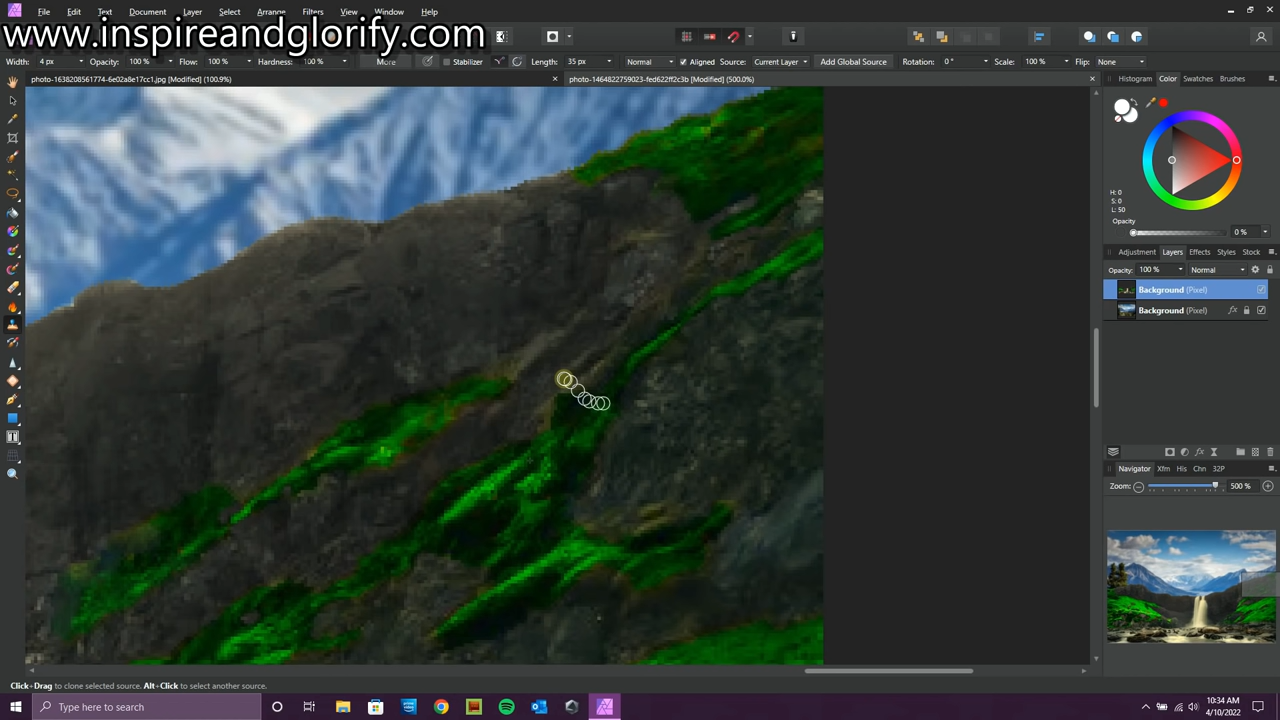 File Edit Text Document Layer Select Arrange Filters View Window Help
www.inspireandglorify.com
Width: 4 px Opacity: 100 % Flow: 100 % Hardness: 100 % More Stabilizer Length: 35 px Normal Aligned Source: Current Layer Add Global Source Rotation: 0 ° Scale: 100 % Flip: None
photo-1638208561774-6e02a8e17cc1.jpg [Modified] (100.9%) photo-1464822759023-fed622ff2c3b [Modified] (500.0%)
Histogram Color Swatches Brushes
H: 0
S: 0
L: 50
Opacity
0 %
Adjustment Layers Effects Styles Stock
Opacity: 100 % Normal
Background (Pixel)
Background (Pixel) fx
fx
Navigator Xfm His Chn 32P
Zoom: 500 %
Click+Drag to clone selected source. Alt+Click to select another source.
Type here to search
10:34 AM
4/10/2022